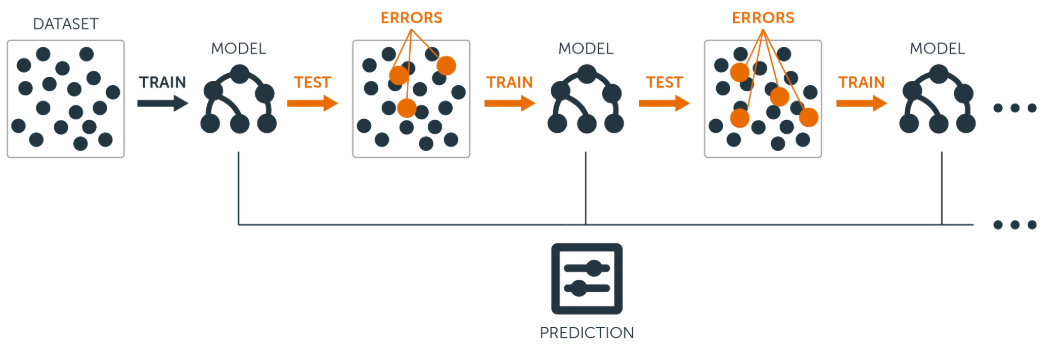 DATASET
ERRORS
ERRORS
MODEL
MODEL
MODEL
TRAIN
TEST
TRAIN
TEST
TRAIN
PREDICTION